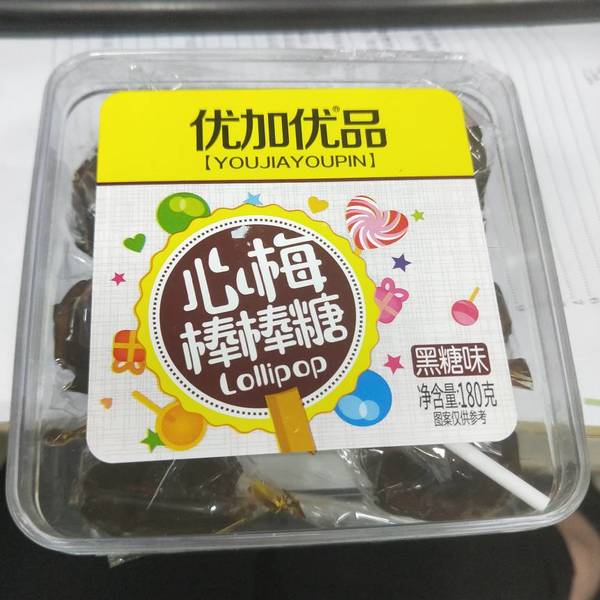 优加优品®
【YOUJIAYOUPIN】
心梅
棒棒糖
Lollipop
黑糖味
净含量:180克
图案仅供参考